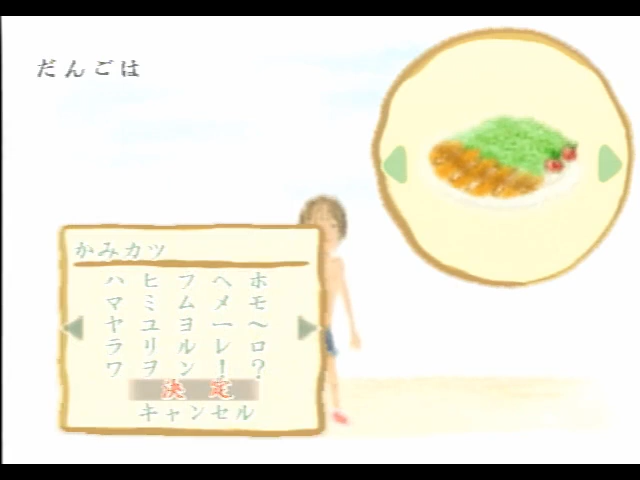 だんごは
かみカツ
ハヒフヘホ
マミムメモ
ヤユヨー～
ラリルレロ
ワヲン！？
決定
キャンセル